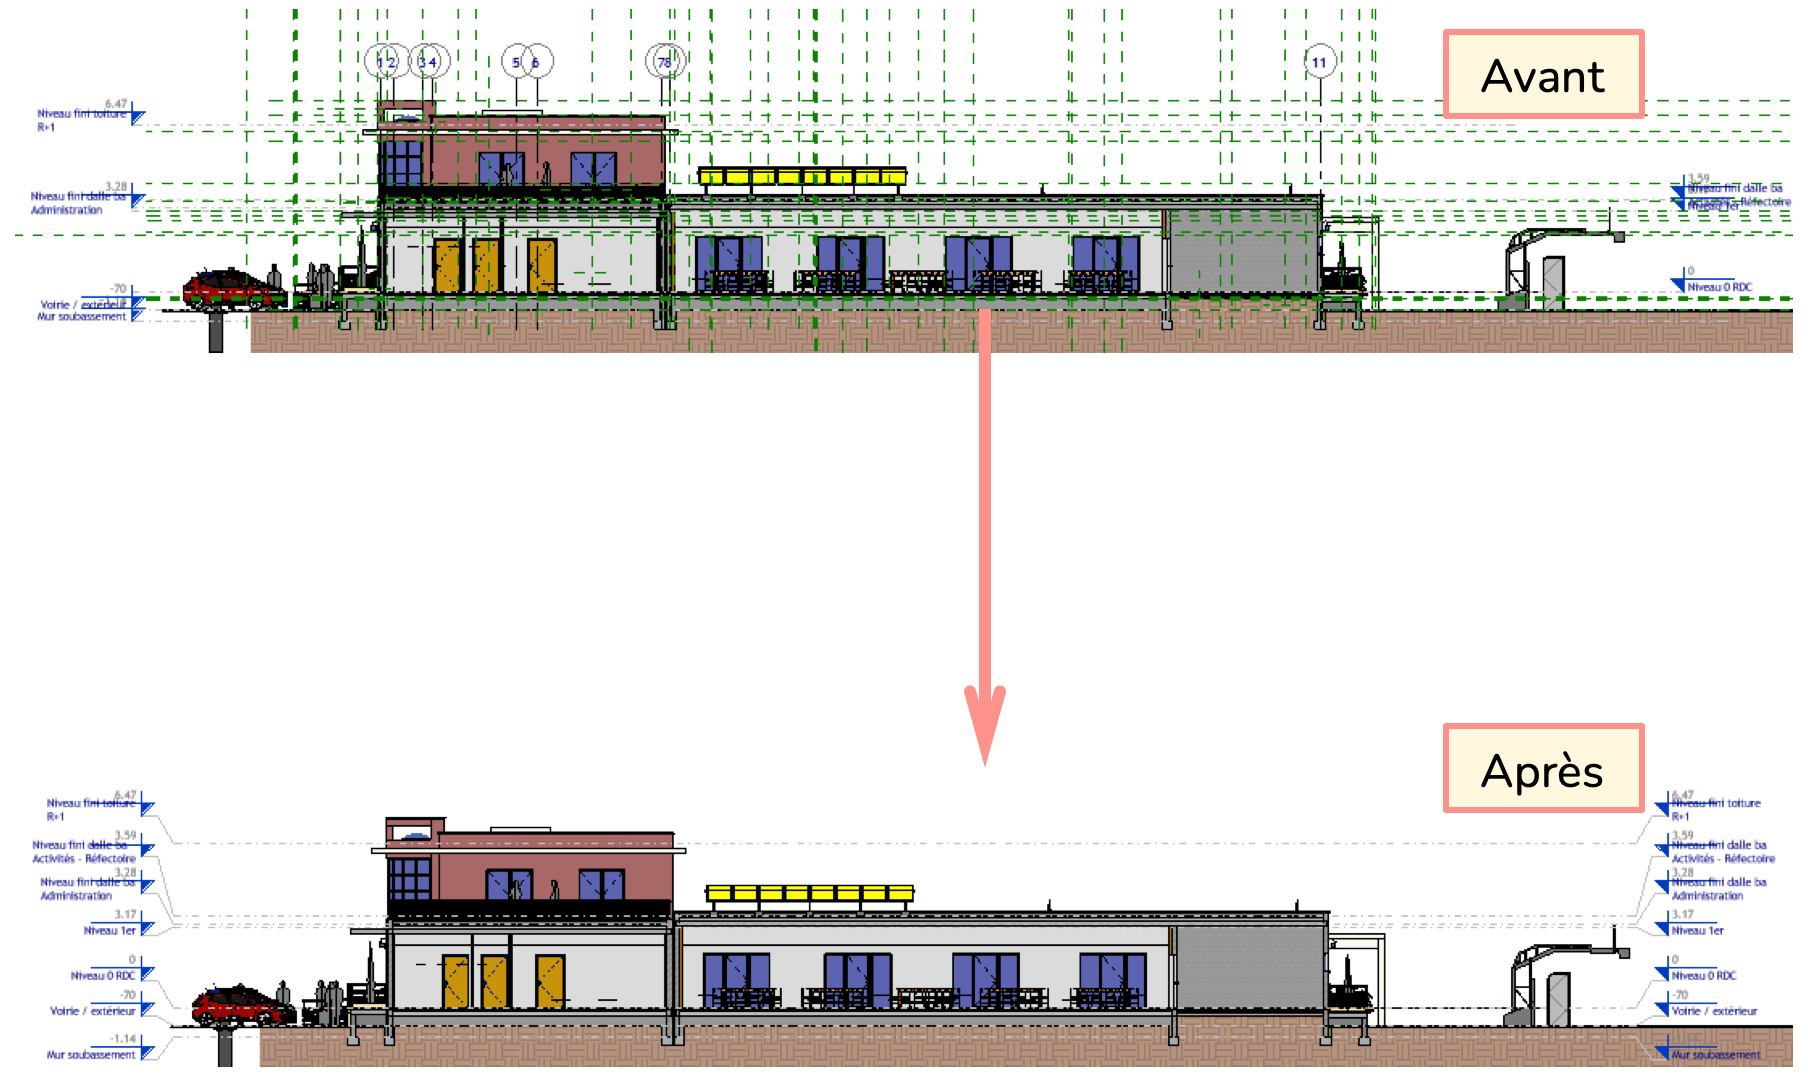 Avant
1 2 3 4 5 6 7 8 11
6.47
Niveau fini toiture
R+1
3.28
Niveau fini dalle ba
Administration
-70
Voirie / extérieur
Mur soubassement
3.59
Niveau fini dalle ba
Activités - Réfectoire
Niveau 1er
0
Niveau 0 RDC
Après
6.47
Niveau fini toiture
R+1
3.59
Niveau fini dalle ba
Activités - Réfectoire
3.28
Niveau fini dalle ba
Administration
3.17
Niveau 1er
0
Niveau 0 RDC
-70
Voirie / extérieur
-1.14
Mur soubassement
6.47
Niveau fini toiture
R+1
3.59
Niveau fini dalle ba
Activités - Réfectoire
3.28
Niveau fini dalle ba
Administration
3.17
Niveau 1er
0
Niveau 0 RDC
-70
Voirie / extérieur
Mur soubassement